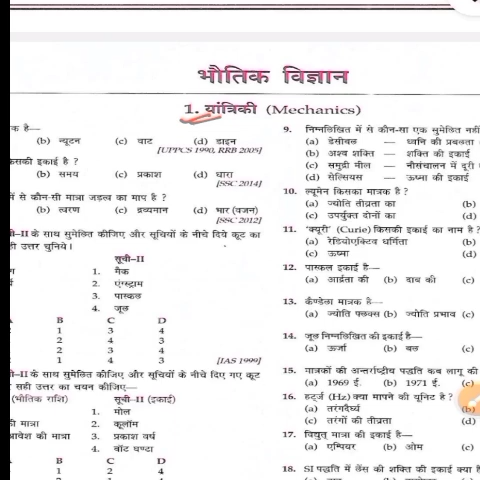 भौतिक विज्ञान
1. यांत्रिकी (Mechanics)
क है—
(b) न्यूटन (c) वाट (d) डाइन
[UPPCS 1990, RRB 2005]
किसकी इकाई है ?
(b) समय (c) प्रकाश (d) धारा
[SSC 2014]
में से कौन-सी मात्रा जड़त्व का माप है ?
(b) त्वरण (c) द्रव्यमान (d) भार (वजन)
[SSC 2012]
ी-II के साथ सुमेलित कीजिए और सूचियों के नीचे दिये कूट का
ही उत्तर चुनिये।
सूची-II
1. मैक
2. एंग्स्ट्राम
3. पास्कल
4. जूल
B C D
1 3 4
2 4 3
2 3 4
1 4 3 [IAS 1999]
ी-II के साथ सुमेलित कीजिए और सूचियों के नीचे दिए गए कूट
सही उत्तर का चयन कीजिए—
(भौतिक राशि) सूची-II (इकाई)
1. मोल
की मात्रा 2. कूलॉम
आवेश की मात्रा 3. प्रकाश वर्ष
4. वॉट घण्टा
B C D
1 2 4
9. निम्नलिखित में से कौन-सा एक सुमेलित नहीं
(a) डेसीबल — ध्वनि की प्रबलता
(b) अश्व शक्ति — शक्ति की इकाई
(c) समुद्री मील — नौसंचालन में दूरी
(d) सेल्सियस — ऊष्मा की इकाई
10. ल्यूमेन किसका मात्रक है ?
(a) ज्योति तीव्रता का (b)
(c) उपर्युक्त दोनों का (d)
11. 'क्यूरी' (Curie) किसकी इकाई का नाम है ?
(a) रेडियोएक्टिव धर्मिता (b)
(c) ऊष्मा (d)
12. पास्कल इकाई है—
(a) आर्द्रता की (b) दाब की (c)
13. कैण्डेला मात्रक है—
(a) ज्योति फ्लक्स (b) ज्योति प्रभाव (c)
14. जूल निम्नलिखित की इकाई है—
(a) ऊर्जा (b) बल (c)
15. मात्रकों की अन्तर्राष्ट्रीय पद्धति कब लागू की
(a) 1969 ई. (b) 1971 ई. (c)
16. हर्ट्ज (Hz) क्या मापने की यूनिट है ?
(a) तरंगदैर्घ्य (b)
(c) तरंगों की तीव्रता (d)
17. विद्युत् मात्रा की इकाई है—
(a) एम्पियर (b) ओम (c)
18. SI पद्धति में लेंस की शक्ति की इकाई क्या है